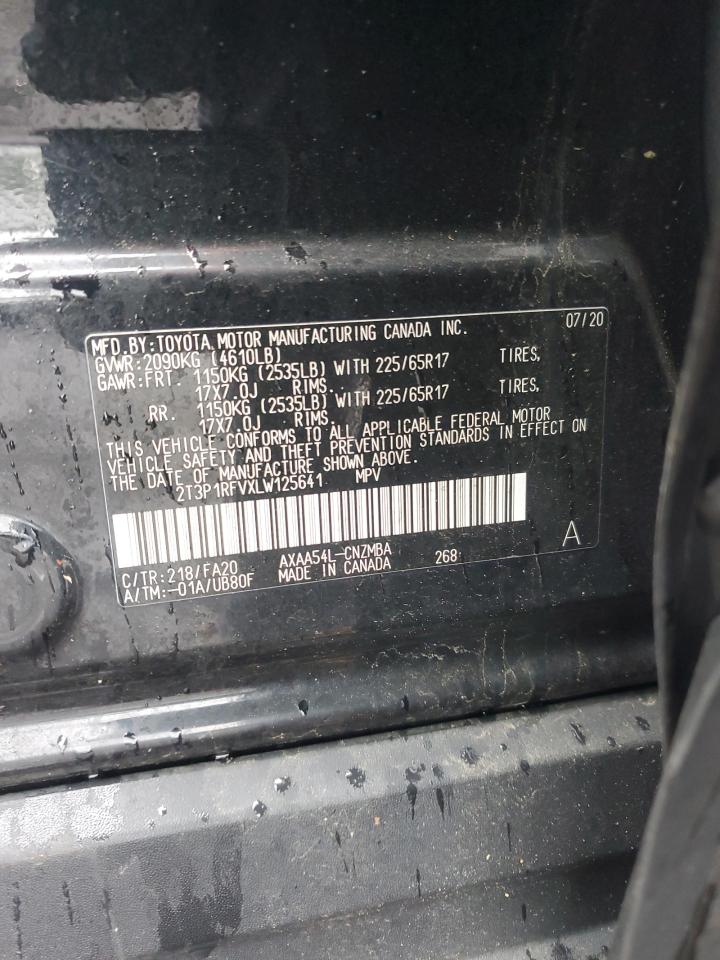 MFD.BY:TOYOTA MOTOR MANUFACTURING CANADA INC. 07/20
GVWR:2090KG (4610LB)
GAWR:FRT. 1150KG (2535LB) WITH 225/65R17 TIRES,
17X7.0J RIMS..
RR. 1150KG (2535LB) WITH 225/65R17 TIRES,
17X7.0J RIMS.
THIS VEHICLE CONFORMS TO ALL APPLICABLE FEDERAL MOTOR
VEHICLE SAFETY AND THEFT PREVENTION STANDARDS IN EFFECT ON
THE DATE OF MANUFACTURE SHOWN ABOVE.
2T3P1RFVXLW125641 MPV
A
C/TR:218/FA20 AXAA54L-CNZMBA 268
A/TM:-01A/UB80F MADE IN CANADA